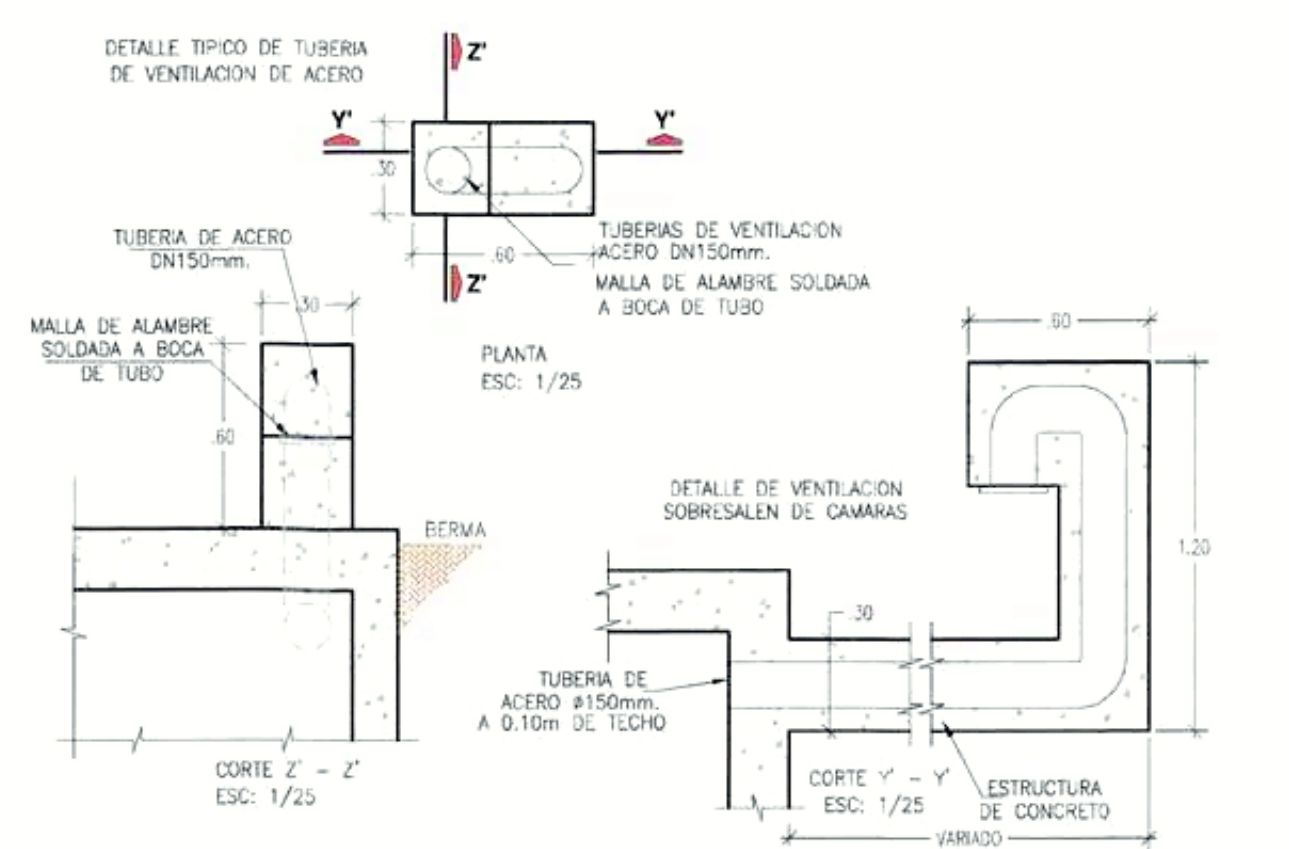 DETALLE TIPICO DE TUBERIA
DE VENTILACION DE ACERO
Z'
Y'
Y'
.30
.60
Z'
TUBERIAS DE VENTILACION
ACERO DN150mm.
MALLA DE ALAMBRE SOLDADA
A BOCA DE TUBO
PLANTA
ESC: 1/25
TUBERIA DE ACERO
DN150mm.
.30
MALLA DE ALAMBRE
SOLDADA A BOCA
DE TUBO
.60
BERMA
CORTE Z' - Z'
ESC: 1/25
.60
DETALLE DE VENTILACION
SOBRESALEN DE CAMARAS
1.20
.30
TUBERIA DE
ACERO ø150mm.
A 0.10m DE TECHO
CORTE Y' - Y'
ESC: 1/25
ESTRUCTURA
DE CONCRETO
VARIADO